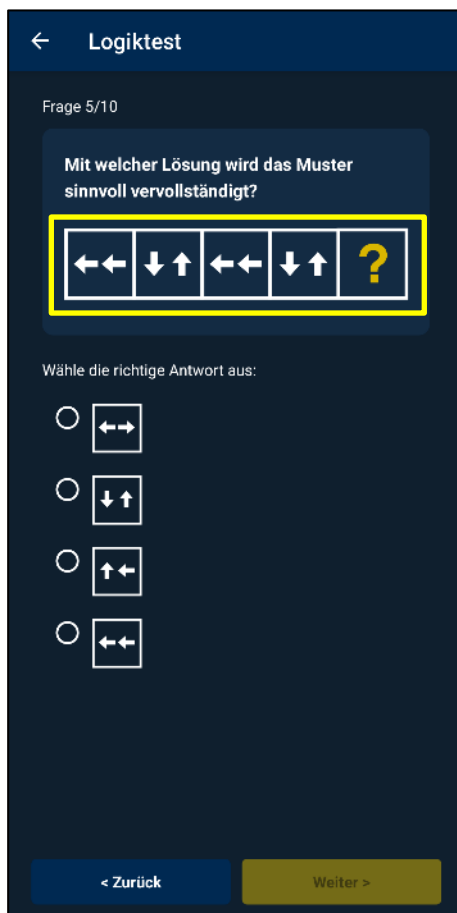 Logiktest
Frage 5/10
Mit welcher Lösung wird das Muster
sinnvoll vervollständigt?
?
Wähle die richtige Antwort aus:
< Zurück
Weiter >